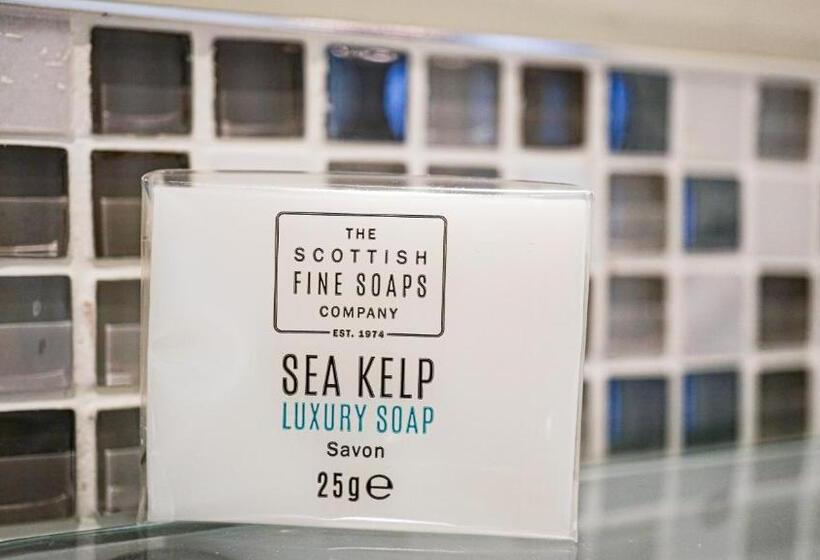 THE
SCOTTISH
FINE SOAPS
COMPANY
EST. 1974
SEA KELP
LUXURY SOAP
Savon
25g℮